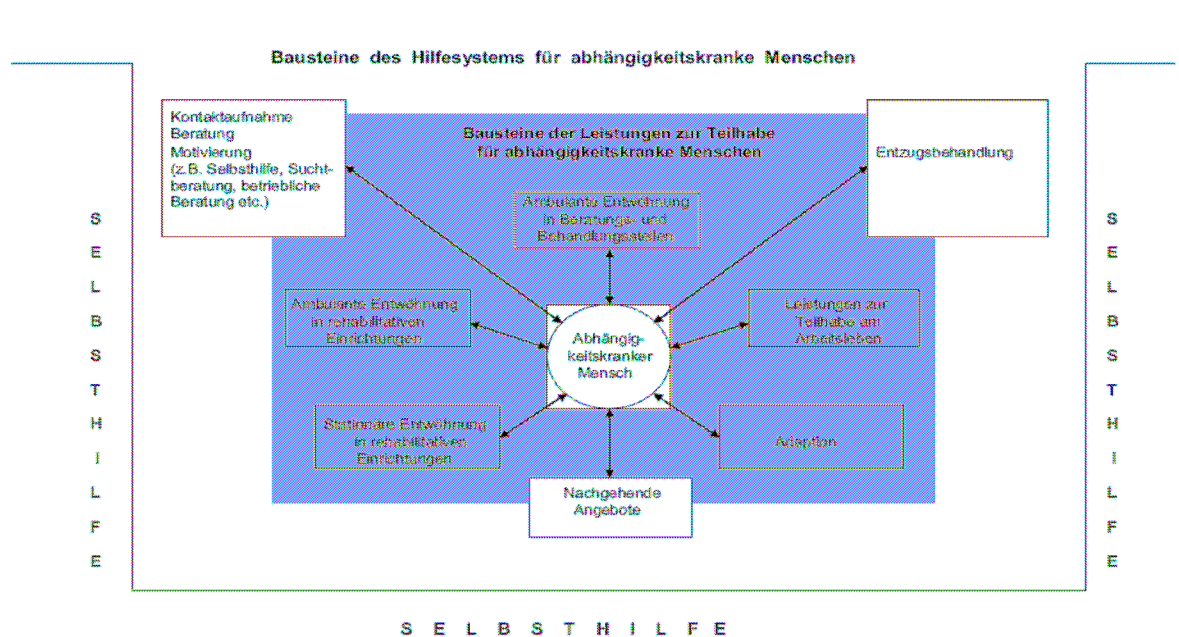 Bausteine des Hilfesystems für abhängigkeitskranke Menschen
Kontaktaufnahme
Beratung
Motivierung
(z.B. Selbsthilfe, Sucht-
beratung, betriebliche
Beratung etc.)
Bausteine der Leistungen zur Teilhabe
für abhängigkeitskranke Menschen
Entzugsbehandlung
Ambulante Entwöhnung
in Beratungs- und
Behandlungsstellen
Ambulante Entwöhnung
in rehabilitativen
Einrichtungen
Leistungen zur
Teilhabe am
Arbeitsleben
Abhängig-
keitskranker
Mensch
Stationäre Entwöhnung
in rehabilitativen
Einrichtungen
Adaption
Nachgehende
Angebote
SELBSTHILFE
SELBSTHILFE
S E L B S T H I L F E